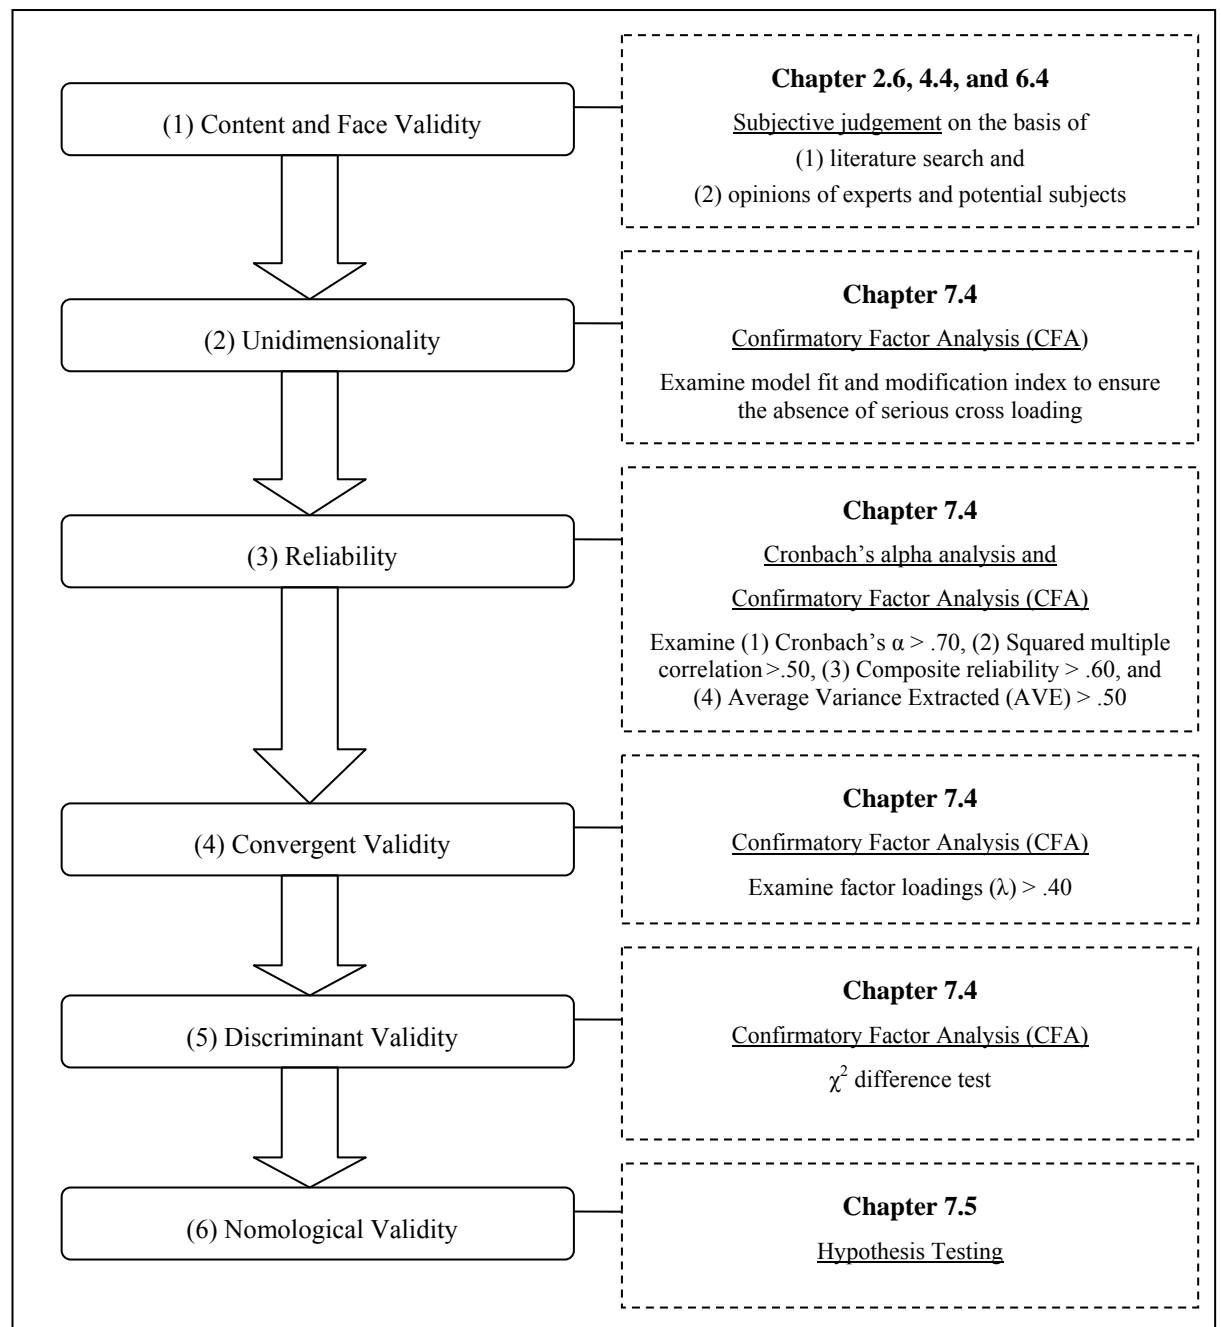 (1) Content and Face Validity
Chapter 2.6, 4.4, and 6.4
Subjective judgement on the basis of
(1) literature search and
(2) opinions of experts and potential subjects
(2) Unidimensionality
Chapter 7.4
Confirmatory Factor Analysis (CFA)
Examine model fit and modification index to ensure
the absence of serious cross loading
(3) Reliability
Chapter 7.4
Cronbach’s alpha analysis and
Confirmatory Factor Analysis (CFA)
Examine (1) Cronbach’s α > .70, (2) Squared multiple
correlation >.50, (3) Composite reliability > .60, and
(4) Average Variance Extracted (AVE) > .50
(4) Convergent Validity
Chapter 7.4
Confirmatory Factor Analysis (CFA)
Examine factor loadings (λ) > .40
(5) Discriminant Validity
Chapter 7.4
Confirmatory Factor Analysis (CFA)
χ² difference test
(6) Nomological Validity
Chapter 7.5
Hypothesis Testing